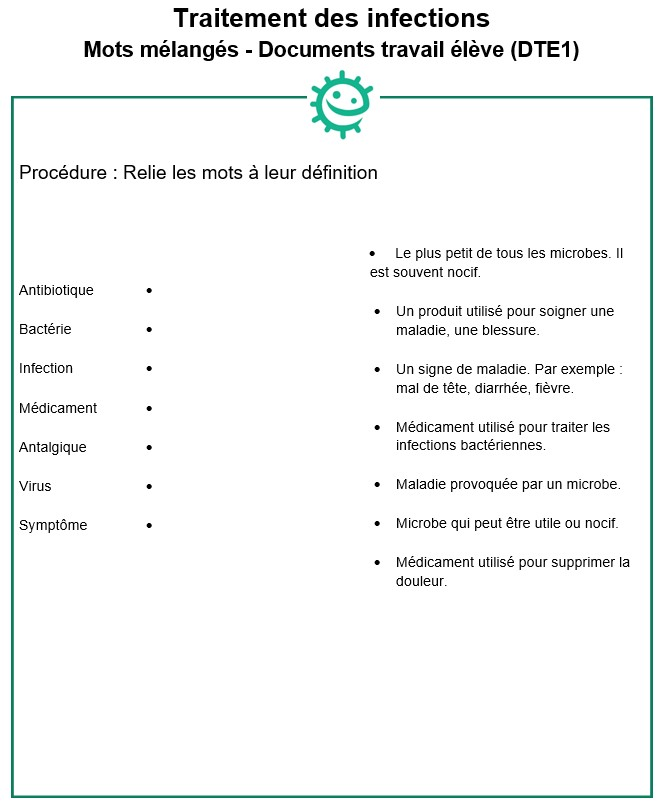 Traitement des infections
Mots mélangés - Documents travail élève (DTE1)
Procédure : Relie les mots à leur définition
Antibiotique •
Bactérie •
Infection •
Médicament •
Antalgique •
Virus •
Symptôme •
• Le plus petit de tous les microbes. Il
est souvent nocif.
• Un produit utilisé pour soigner une
maladie, une blessure.
• Un signe de maladie. Par exemple :
mal de tête, diarrhée, fièvre.
• Médicament utilisé pour traiter les
infections bactériennes.
• Maladie provoquée par un microbe.
• Microbe qui peut être utile ou nocif.
• Médicament utilisé pour supprimer la
douleur.